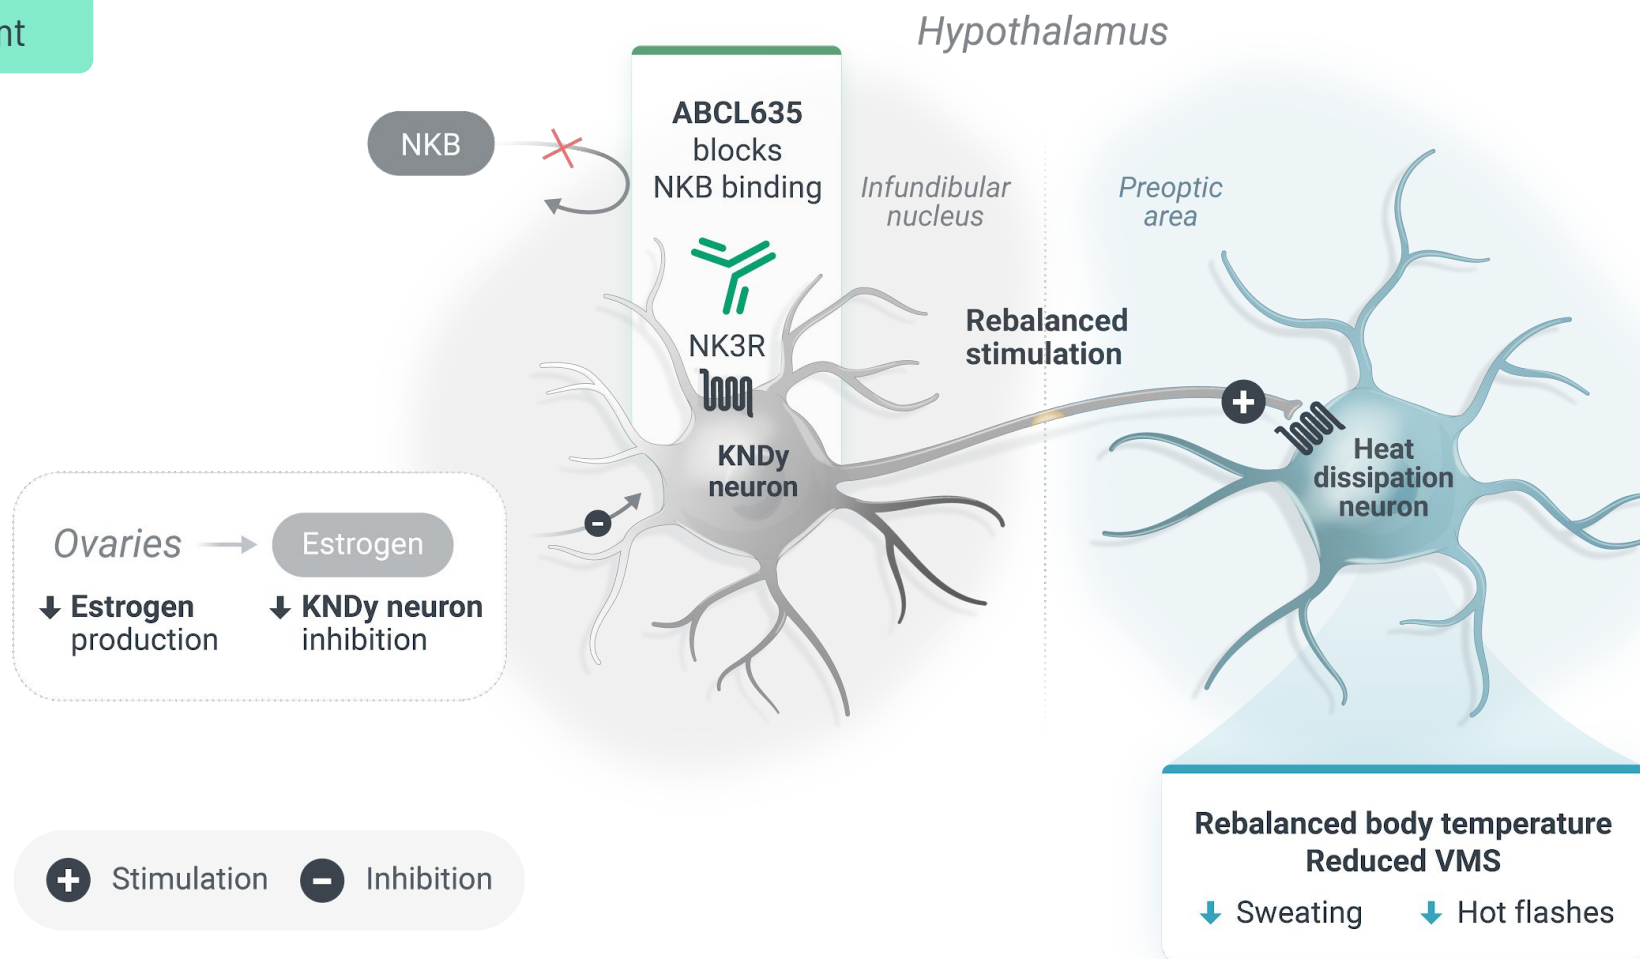 nt
Hypothalamus
NKB
ABCL635
blocks
NKB binding
Infundibular
nucleus
Preoptic
area
NK3R
Rebalanced
stimulation
+
KNDy
neuron
Heat
dissipation
neuron
-
Ovaries
Estrogen
Estrogen
production
KNDy neuron
inhibition
+ Stimulation
- Inhibition
Rebalanced body temperature
Reduced VMS
Sweating
Hot flashes